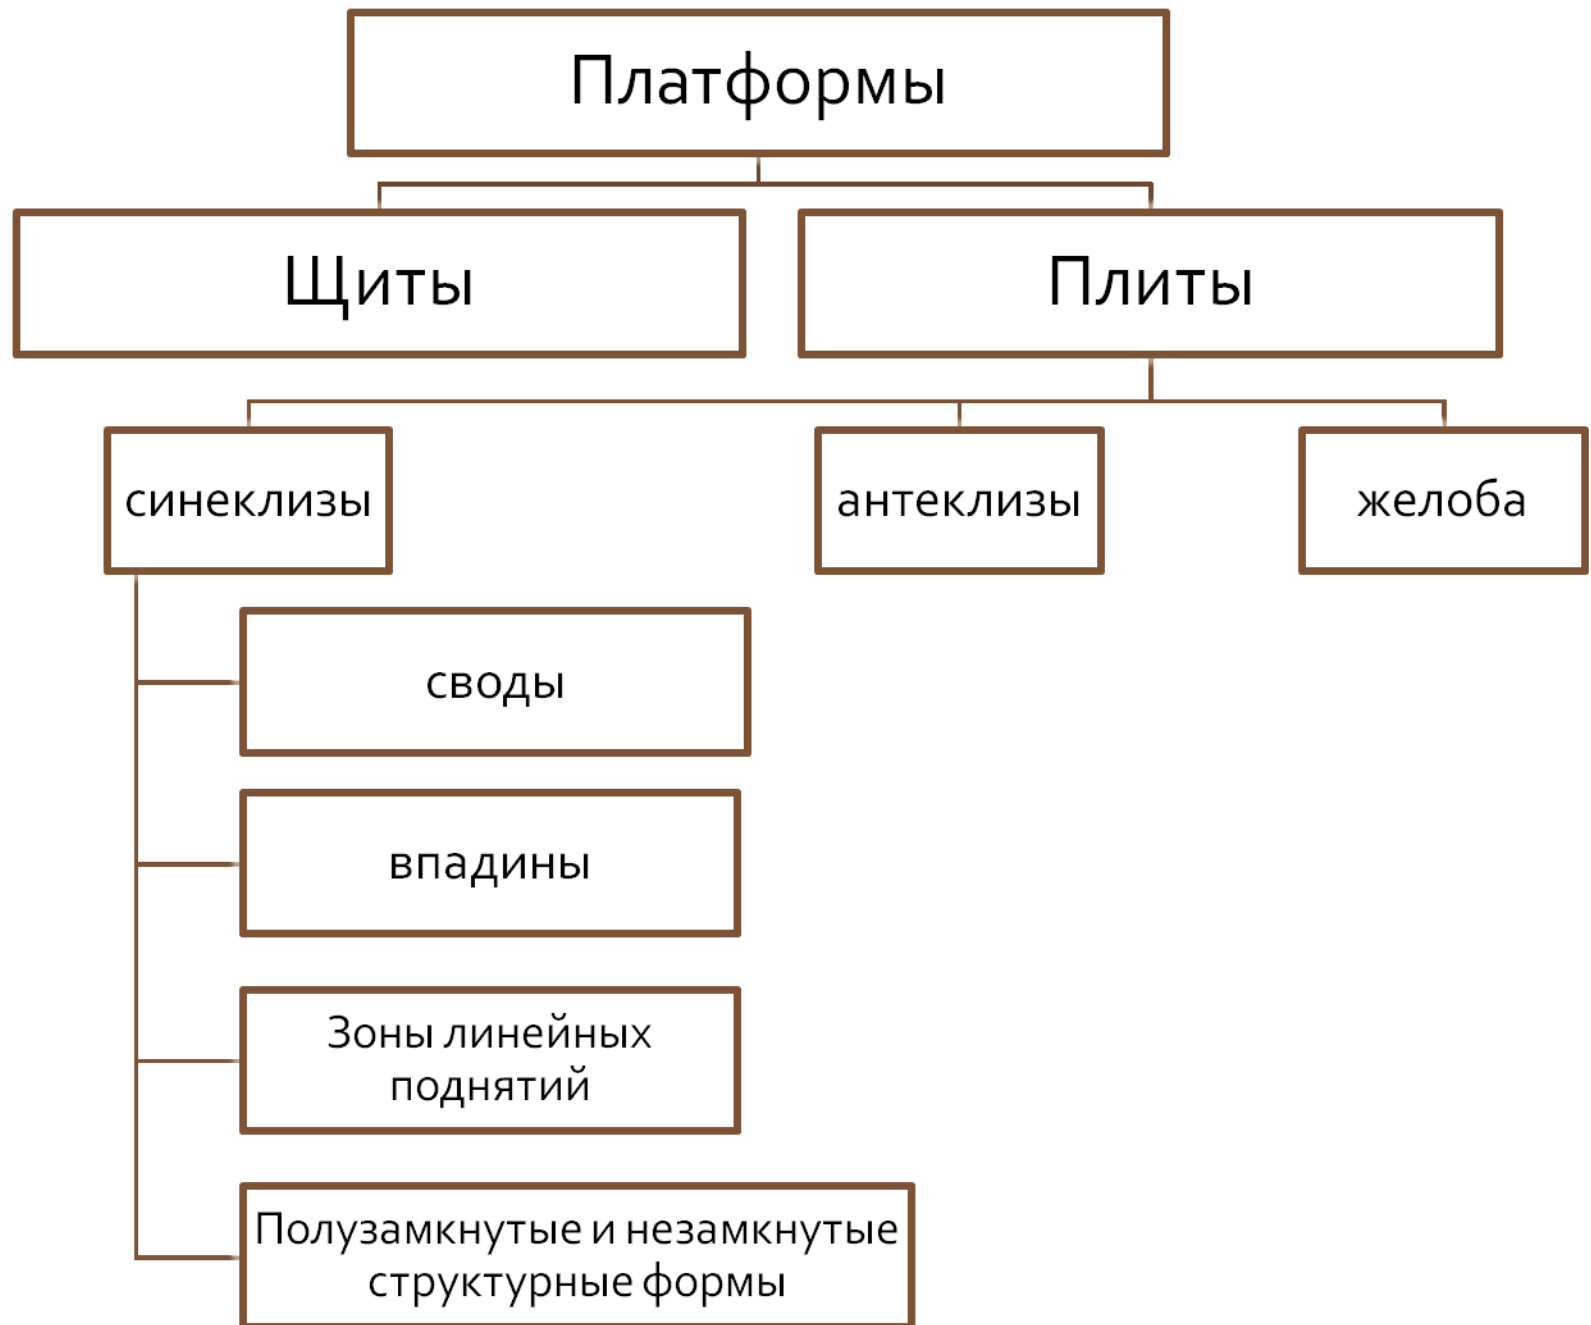 Платформы
Щиты
Плиты
синеклизы
антеклизы
желоба
своды
впадины
Зоны линейных
поднятий
Полузамкнутые и незамкнутые
структурные формы